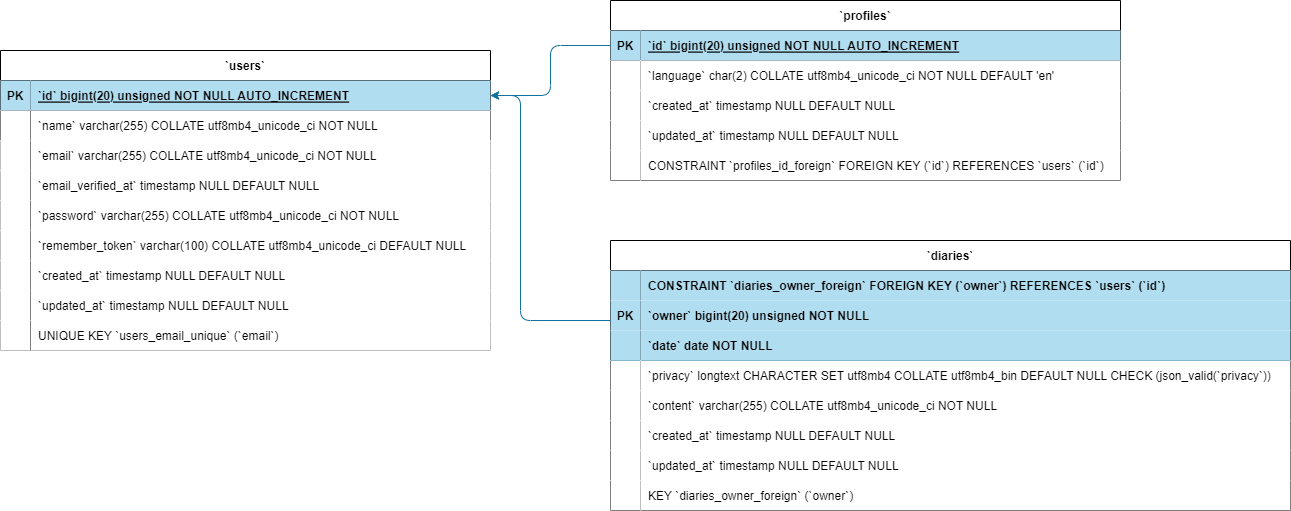 `users`
PK `id` bigint(20) unsigned NOT NULL AUTO_INCREMENT
`name` varchar(255) COLLATE utf8mb4_unicode_ci NOT NULL
`email` varchar(255) COLLATE utf8mb4_unicode_ci NOT NULL
`email_verified_at` timestamp NULL DEFAULT NULL
`password` varchar(255) COLLATE utf8mb4_unicode_ci NOT NULL
`remember_token` varchar(100) COLLATE utf8mb4_unicode_ci DEFAULT NULL
`created_at` timestamp NULL DEFAULT NULL
`updated_at` timestamp NULL DEFAULT NULL
UNIQUE KEY `users_email_unique` (`email`)
`profiles`
PK `id` bigint(20) unsigned NOT NULL AUTO_INCREMENT
`language` char(2) COLLATE utf8mb4_unicode_ci NOT NULL DEFAULT 'en'
`created_at` timestamp NULL DEFAULT NULL
`updated_at` timestamp NULL DEFAULT NULL
CONSTRAINT `profiles_id_foreign` FOREIGN KEY (`id`) REFERENCES `users` (`id`)
`diaries`
CONSTRAINT `diaries_owner_foreign` FOREIGN KEY (`owner`) REFERENCES `users` (`id`)
PK `owner` bigint(20) unsigned NOT NULL
`date` date NOT NULL
`privacy` longtext CHARACTER SET utf8mb4 COLLATE utf8mb4_bin DEFAULT NULL CHECK (json_valid(`privacy`))
`content` varchar(255) COLLATE utf8mb4_unicode_ci NOT NULL
`created_at` timestamp NULL DEFAULT NULL
`updated_at` timestamp NULL DEFAULT NULL
KEY `diaries_owner_foreign` (`owner`)